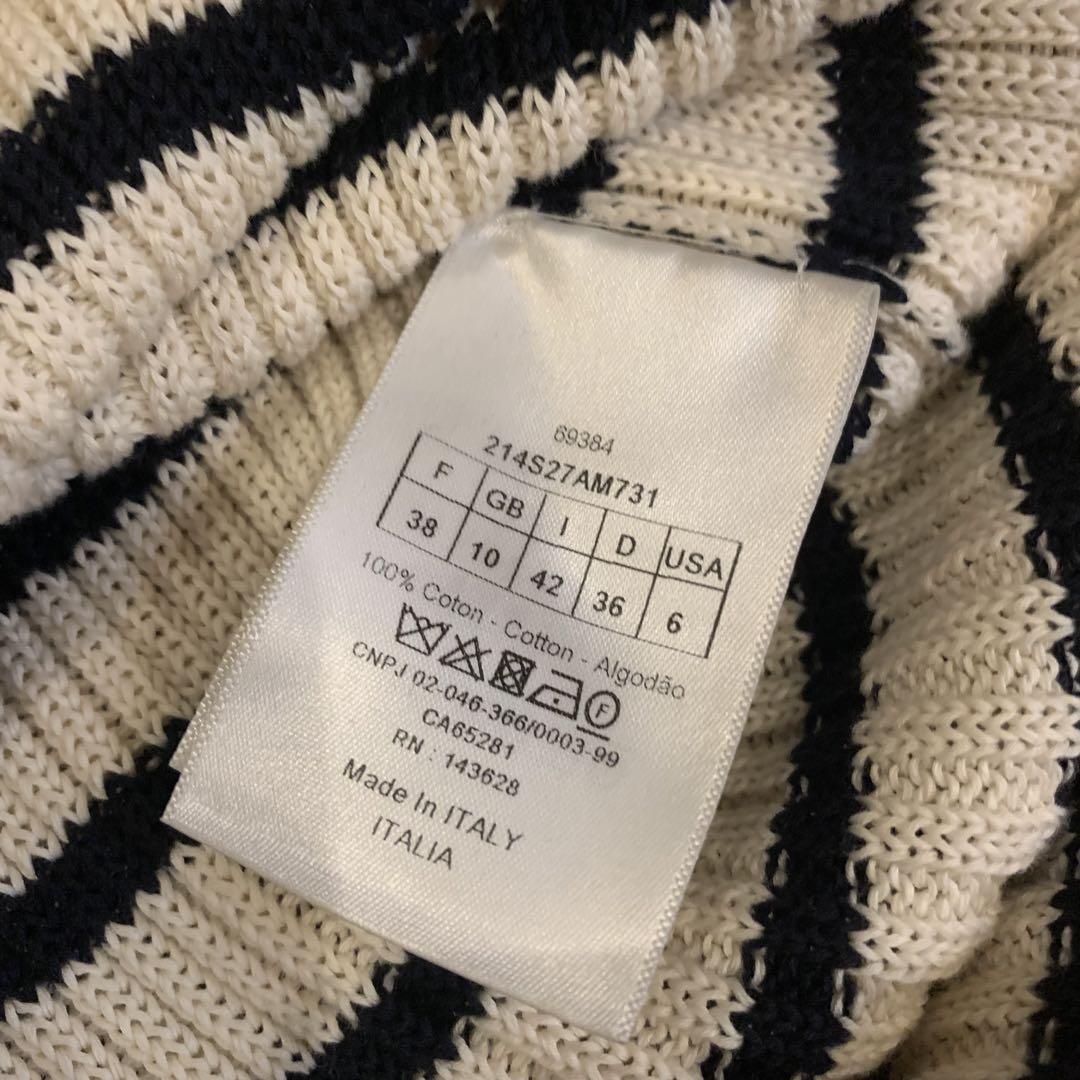 69384
214S27AM731
F GB I D USA
38 10 42 36 6
100% Coton - Cotton - Algodão
F
CNPJ 02-046-366/0003-99
CA65281
RN : 143628
Made In ITALY
ITALIA